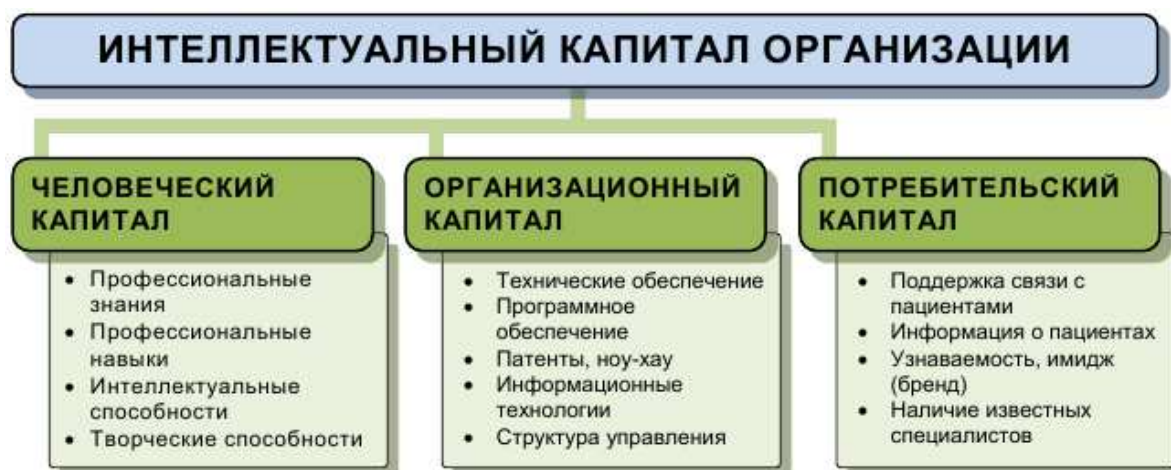 ИНТЕЛЛЕКТУАЛЬНЫЙ КАПИТАЛ ОРГАНИЗАЦИИ
ЧЕЛОВЕЧЕСКИЙ
КАПИТАЛ
• Профессиональные
знания
• Профессиональные
навыки
• Интеллектуальные
способности
• Творческие способности
ОРГАНИЗАЦИОННЫЙ
КАПИТАЛ
• Технические обеспечение
• Программное
обеспечение
• Патенты, ноу-хау
• Информационные
технологии
• Структура управления
ПОТРЕБИТЕЛЬСКИЙ
КАПИТАЛ
• Поддержка связи с
пациентами
• Информация о пациентах
• Узнаваемость, имидж
(бренд)
• Наличие известных
специалистов